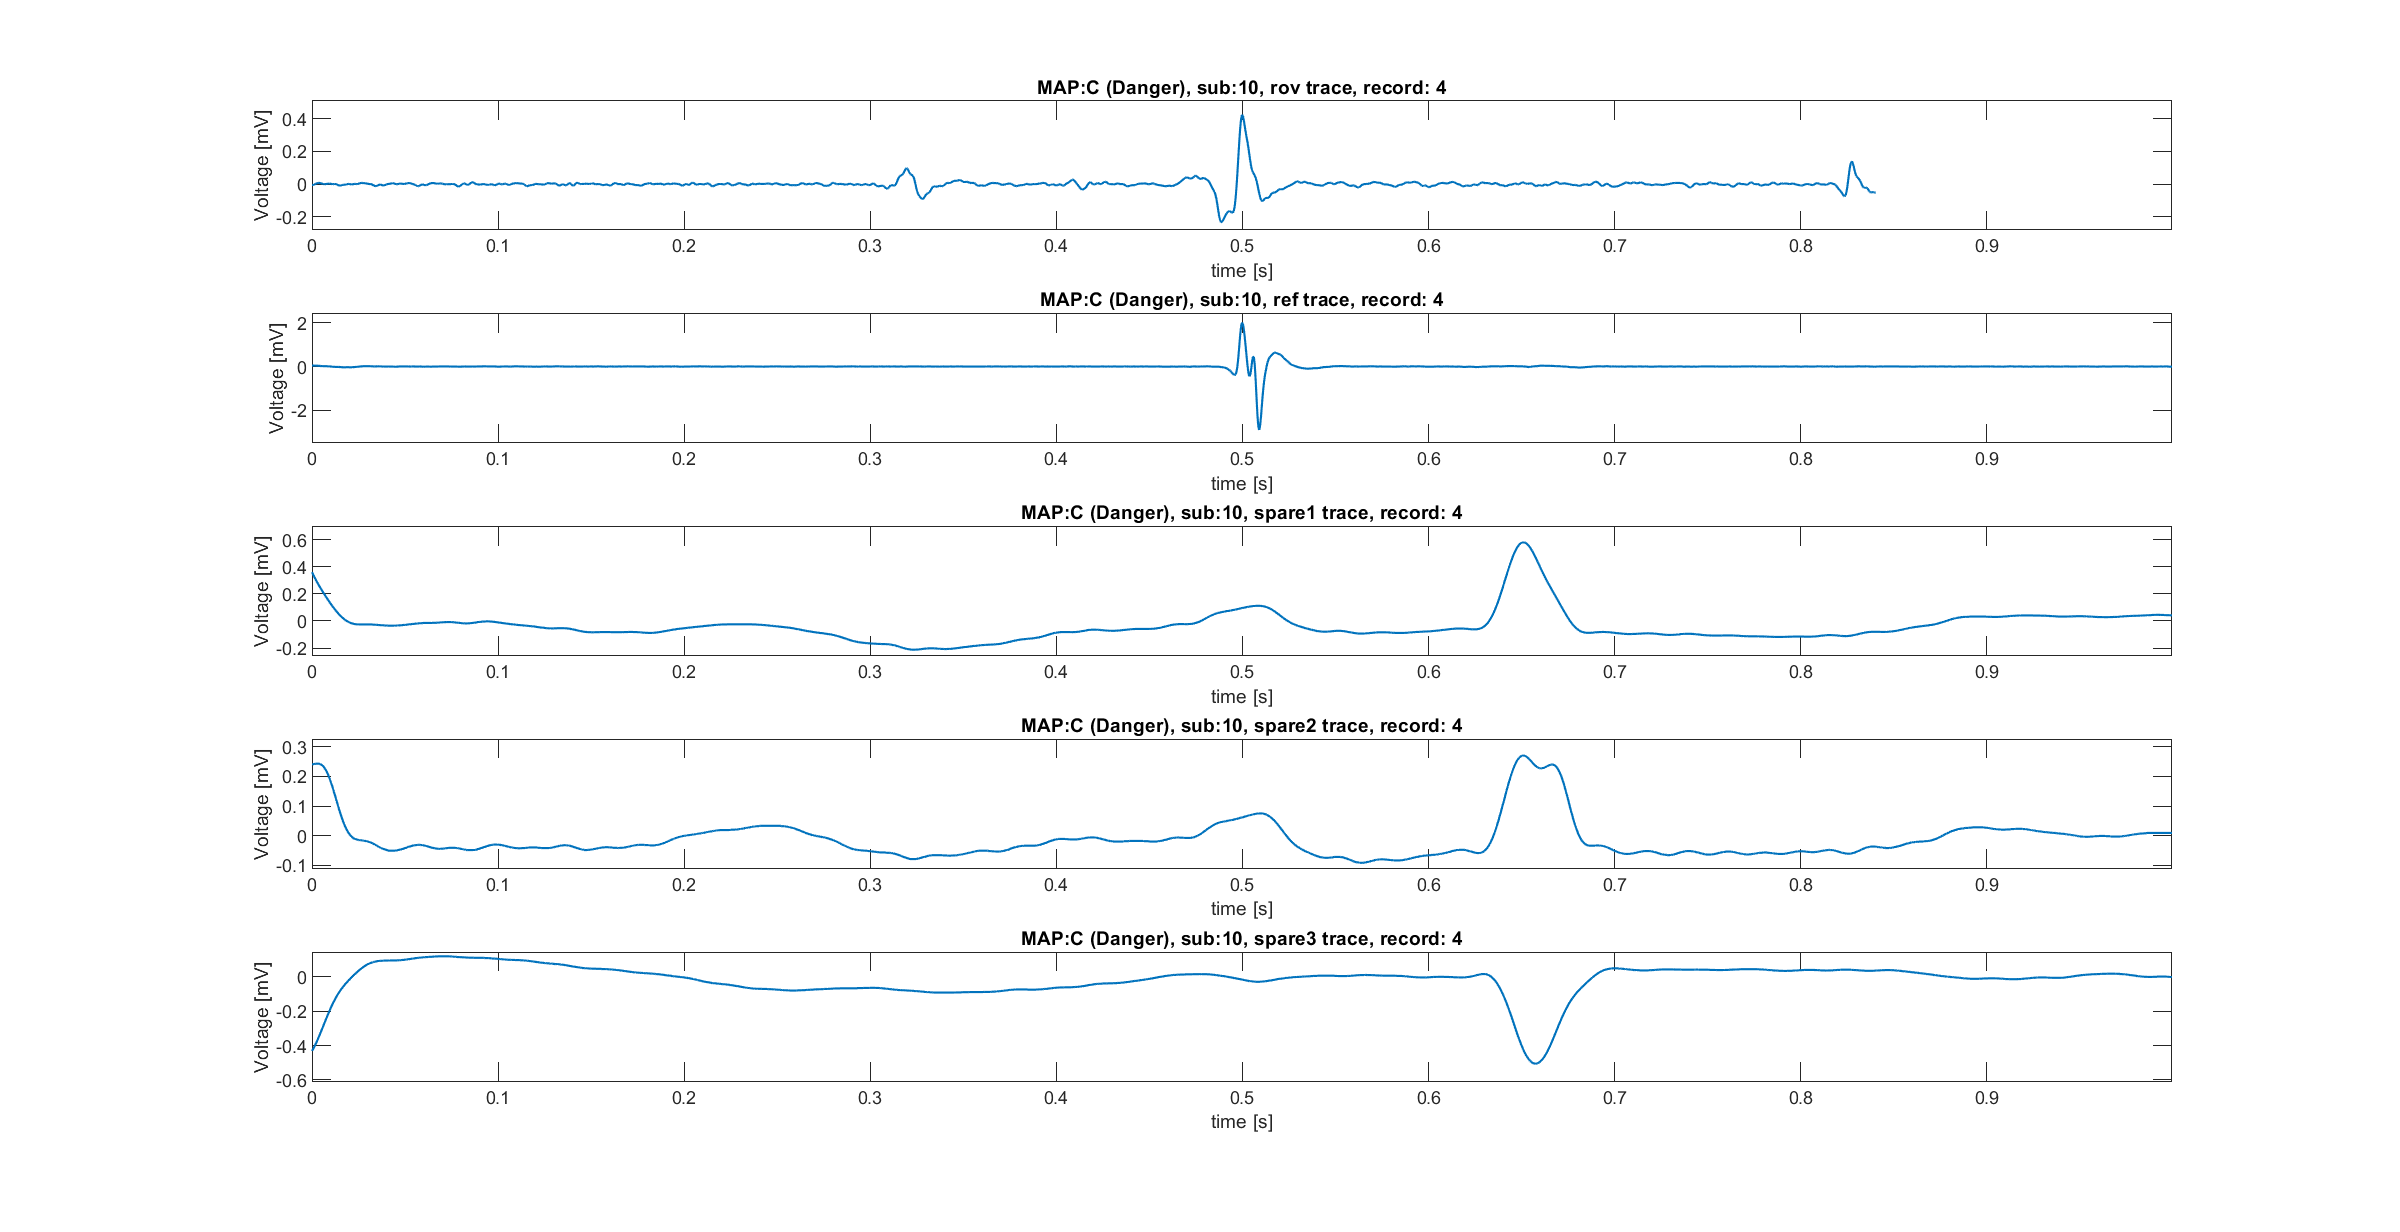 MAP:C (Danger), sub:10, rov trace, record: 4
Voltage [mV]
0.4
0.2
0
-0.2
0 0.1 0.2 0.3 0.4 0.5 0.6 0.7 0.8 0.9
time [s]
MAP:C (Danger), sub:10, ref trace, record: 4
Voltage [mV]
2
0
-2
0 0.1 0.2 0.3 0.4 0.5 0.6 0.7 0.8 0.9
time [s]
MAP:C (Danger), sub:10, spare1 trace, record: 4
Voltage [mV]
0.6
0.4
0.2
0
-0.2
0 0.1 0.2 0.3 0.4 0.5 0.6 0.7 0.8 0.9
time [s]
MAP:C (Danger), sub:10, spare2 trace, record: 4
Voltage [mV]
0.3
0.2
0.1
0
-0.1
0 0.1 0.2 0.3 0.4 0.5 0.6 0.7 0.8 0.9
time [s]
MAP:C (Danger), sub:10, spare3 trace, record: 4
Voltage [mV]
0
-0.2
-0.4
-0.6
0 0.1 0.2 0.3 0.4 0.5 0.6 0.7 0.8 0.9
time [s]